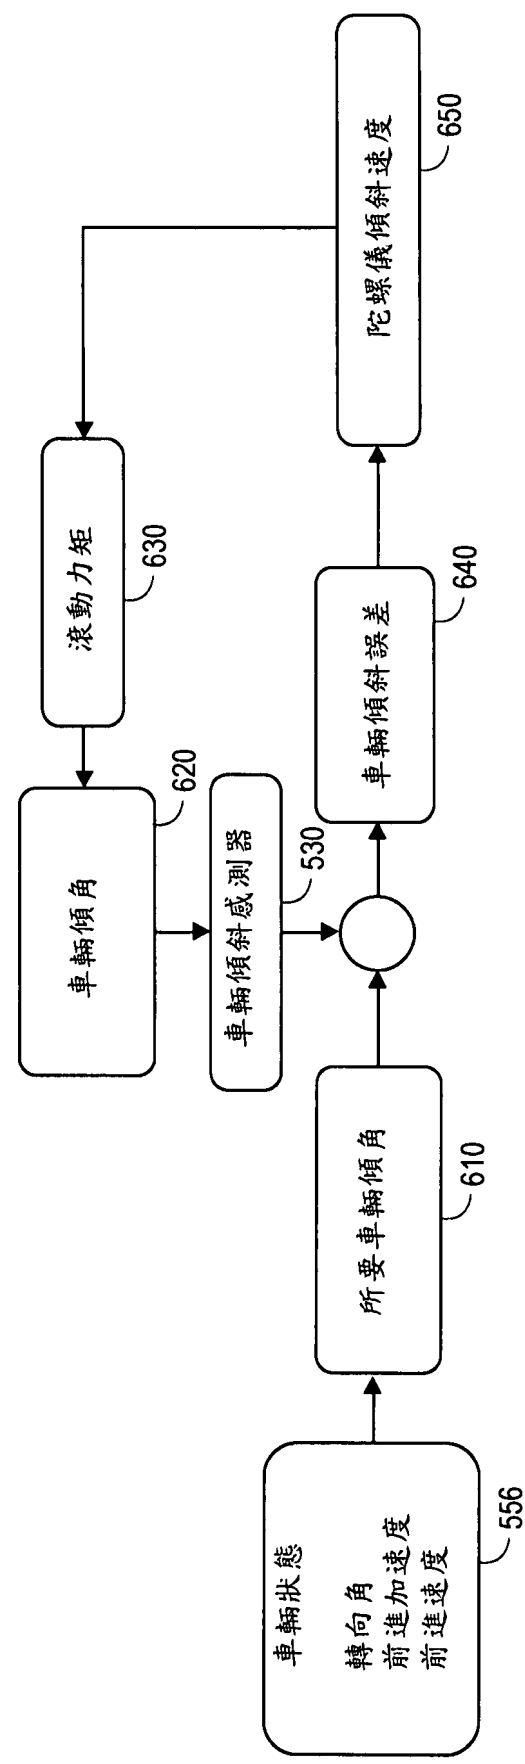 車輛狀態
轉向角
前進加速度
前進速度
556
所要車輛傾角
610
車輛傾角
620
車輛傾斜感測器
530
滾動力矩
630
車輛傾斜誤差
640
陀螺儀傾斜速度
650